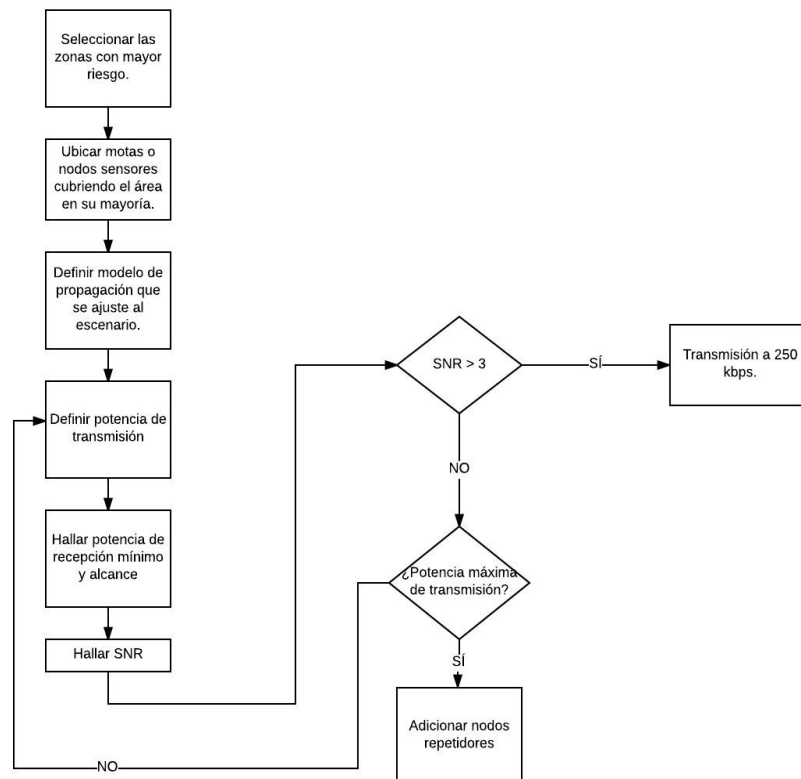 Seleccionar las
zonas con mayor
riesgo.
Ubicar motas o
nodos sensores
cubriendo el área
en su mayoría.
Definir modelo de
propagación que
se ajuste al
escenario.
Definir potencia de
transmisión
Hallar potencia de
recepción mínimo
y alcance
Hallar SNR
SNR > 3
SÍ
Transmisión a 250
kbps.
NO
¿Potencia máxima
de transmisión?
SÍ
Adicionar nodos
repetidores
NO